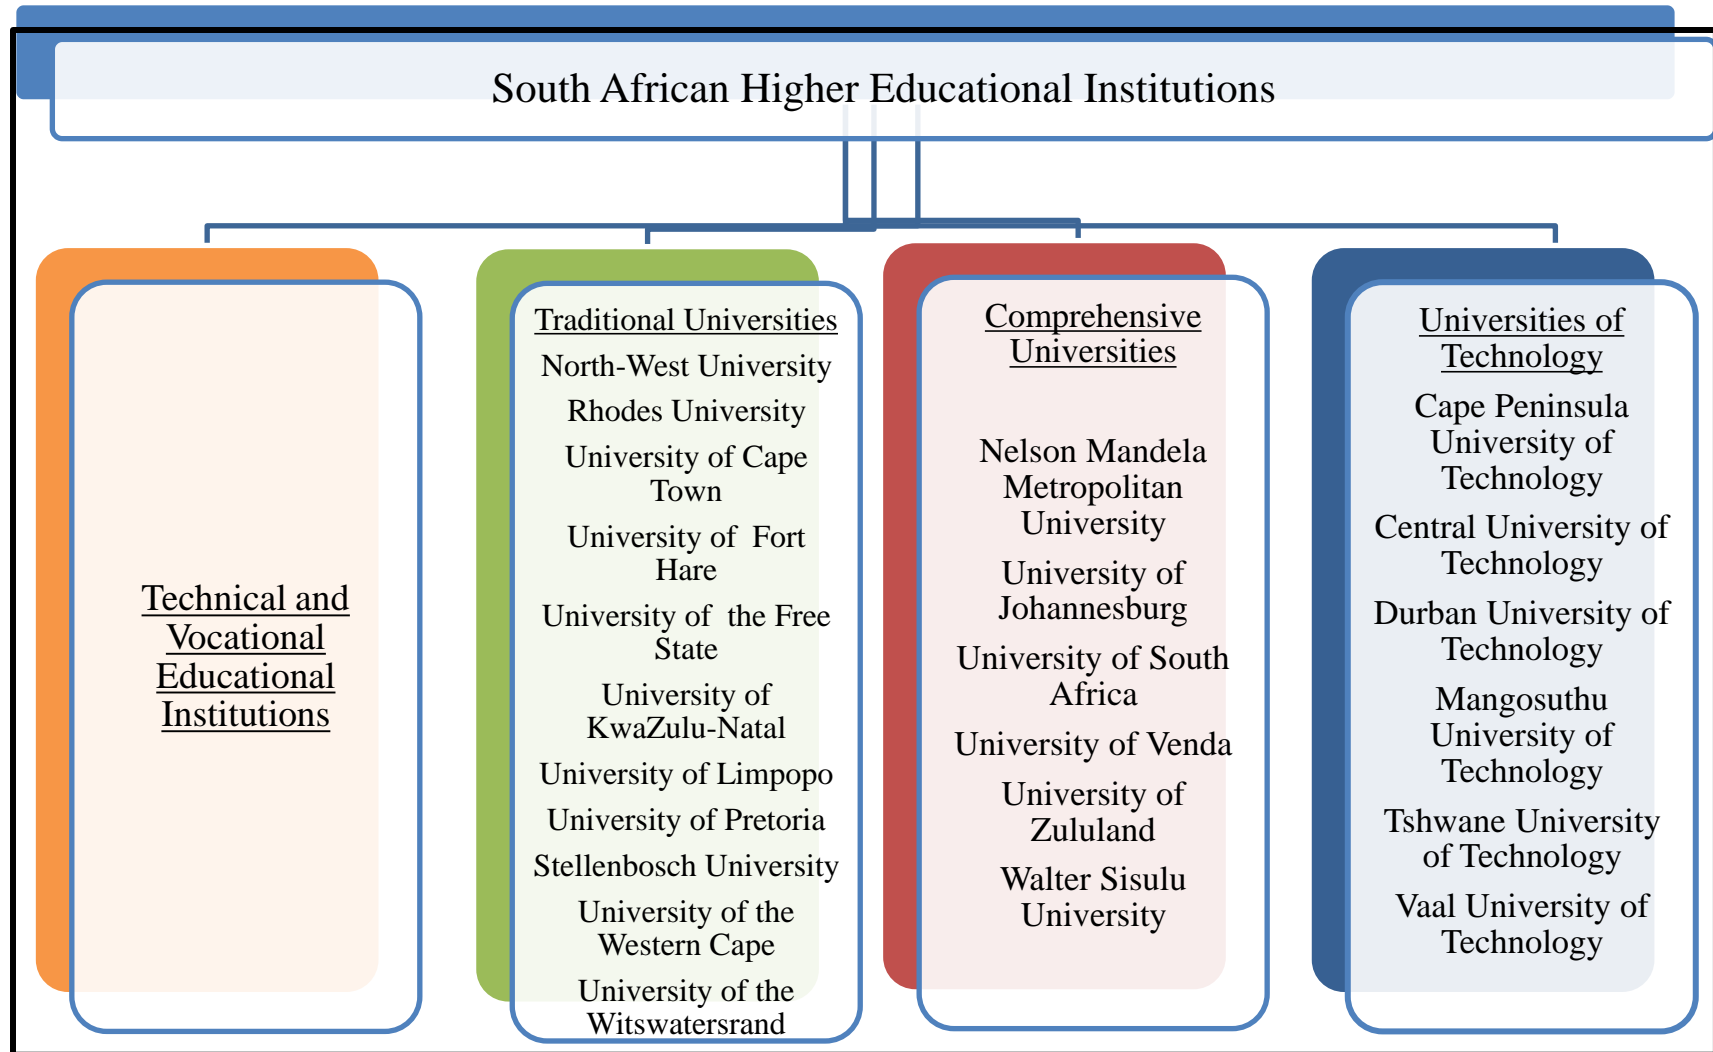 South African Higher Educational Institutions
Technical and
Vocational
Educational
Institutions
Traditional Universities
North-West University
Rhodes University
University of Cape
Town
University of  Fort
Hare
University of  the Free
State
University of
KwaZulu-Natal
University of Limpopo
University of Pretoria
Stellenbosch University
University of the
Western Cape
University of the
Witswatersrand
Comprehensive
Universities
Nelson Mandela
Metropolitan
University
University of
Johannesburg
University of South
Africa
University of Venda
University of
Zululand
Walter Sisulu
University
Universities of
Technology
Cape Peninsula
University of
Technology
Central University of
Technology
Durban University of
Technology
Mangosuthu
University of
Technology
Tshwane University
of Technology
Vaal University of
Technology